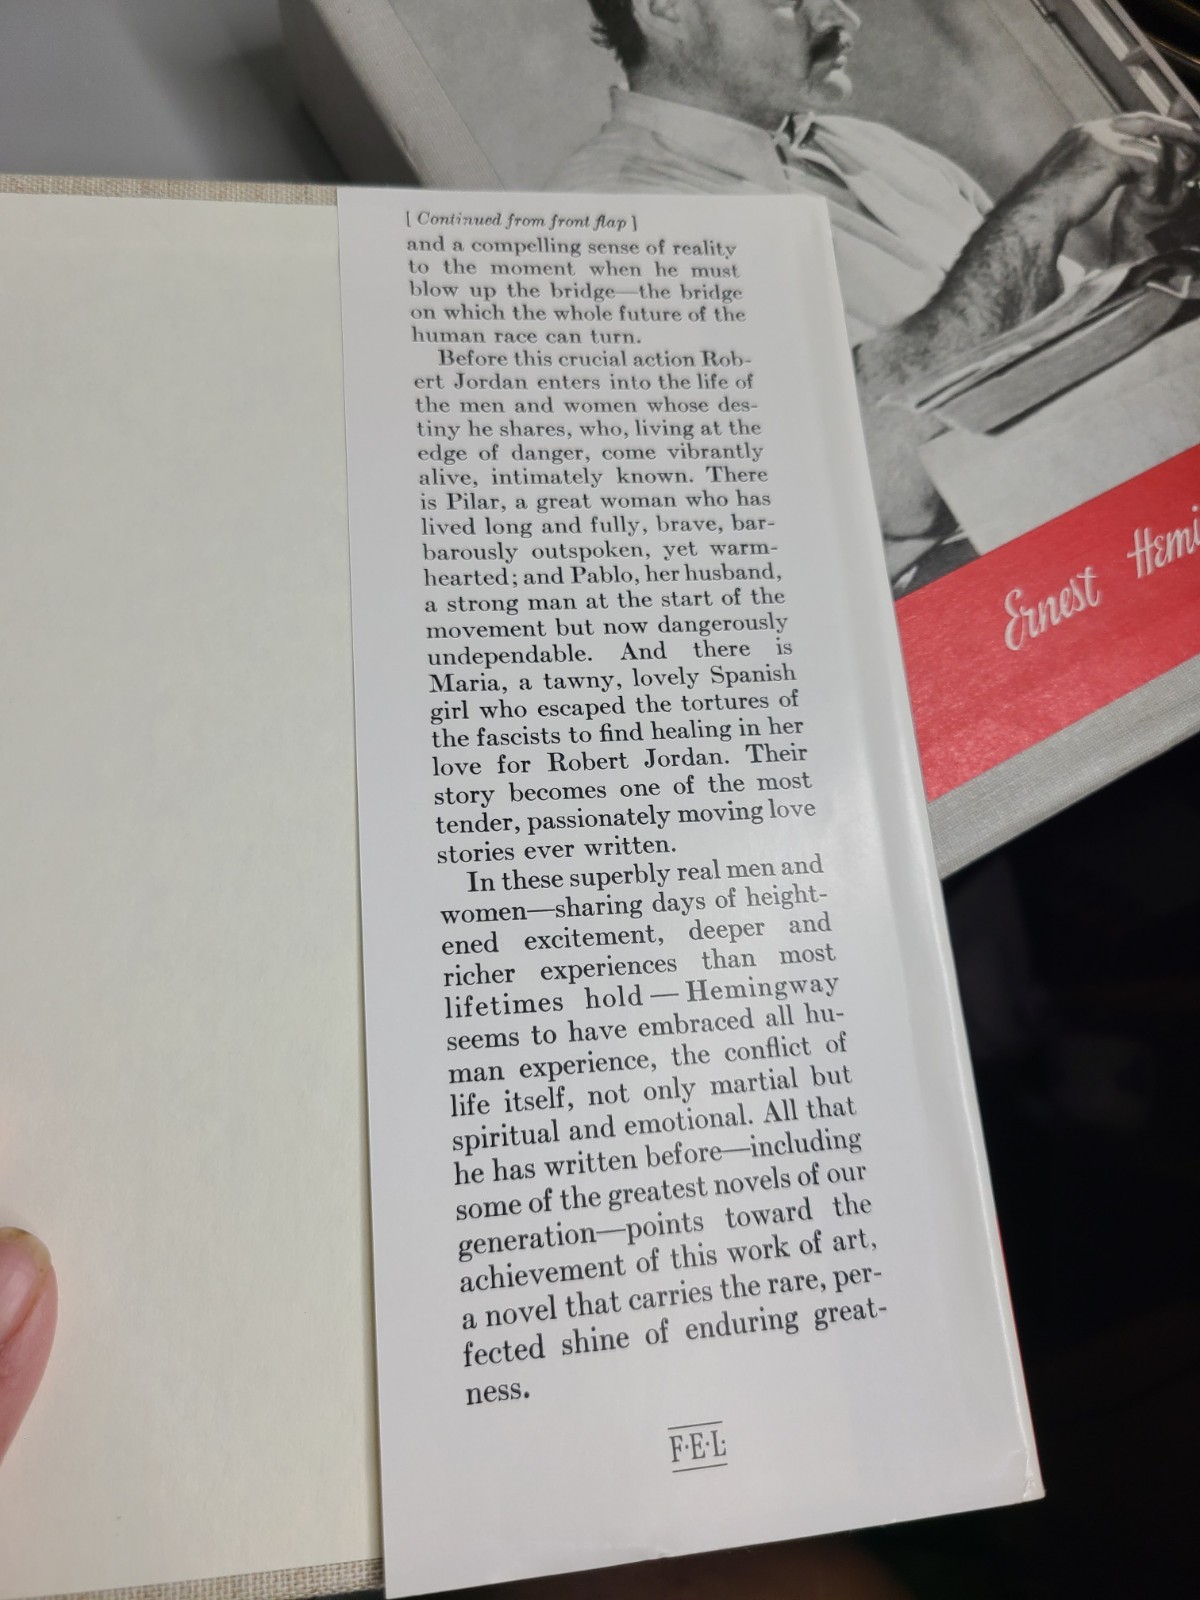 [ Continued from front flap ]
and a compelling sense of reality
to the moment when he must
blow up the bridge—the bridge
on which the whole future of the
human race can turn.
Before this crucial action Rob-
ert Jordan enters into the life of
the men and women whose des-
tiny he shares, who, living at the
edge of danger, come vibrantly
alive, intimately known. There
is Pilar, a great woman who has
lived long and fully, brave, bar-
barously outspoken, yet warm-
hearted; and Pablo, her husband,
a strong man at the start of the
movement but now dangerously
undependable. And there is
Maria, a tawny, lovely Spanish
girl who escaped the tortures of
the fascists to find healing in her
love for Robert Jordan. Their
story becomes one of the most
tender, passionately moving love
stories ever written.
In these superbly real men and
women—sharing days of height-
ened excitement, deeper and
richer experiences than most
lifetimes hold — Hemingway
seems to have embraced all hu-
man experience, the conflict of
life itself, not only martial but
spiritual and emotional. All that
he has written before—including
some of the greatest novels of our
generation—points toward the
achievement of this work of art,
a novel that carries the rare, per-
fected shine of enduring great-
ness.
F·E·L·
Ernest Hemi